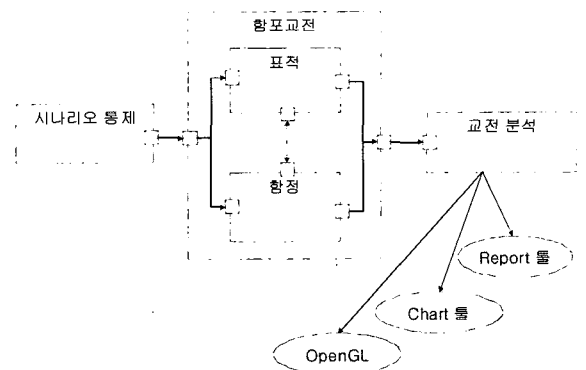 함포교전
표적
시나리오 통제
교전 분석
함정
Report 툴
Chart 툴
OpenGL